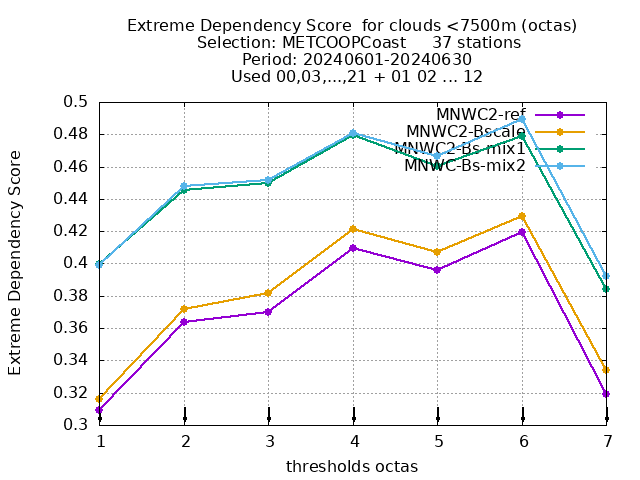 Extreme Dependency Score  for clouds <7500m (octas)
Selection: METCOOPCoast     37 stations
Period: 20240601-20240630
Used 00,03,...,21 + 01 02 ... 12
MNWC2-ref
MNWC2-Bscale
MNWC2-Bs-mix1
MNWC-Bs-mix2
Extreme Dependency Score
0.5
0.48
0.46
0.44
0.42
0.4
0.38
0.36
0.34
0.32
0.3
1 2 3 4 5 6 7
thresholds octas